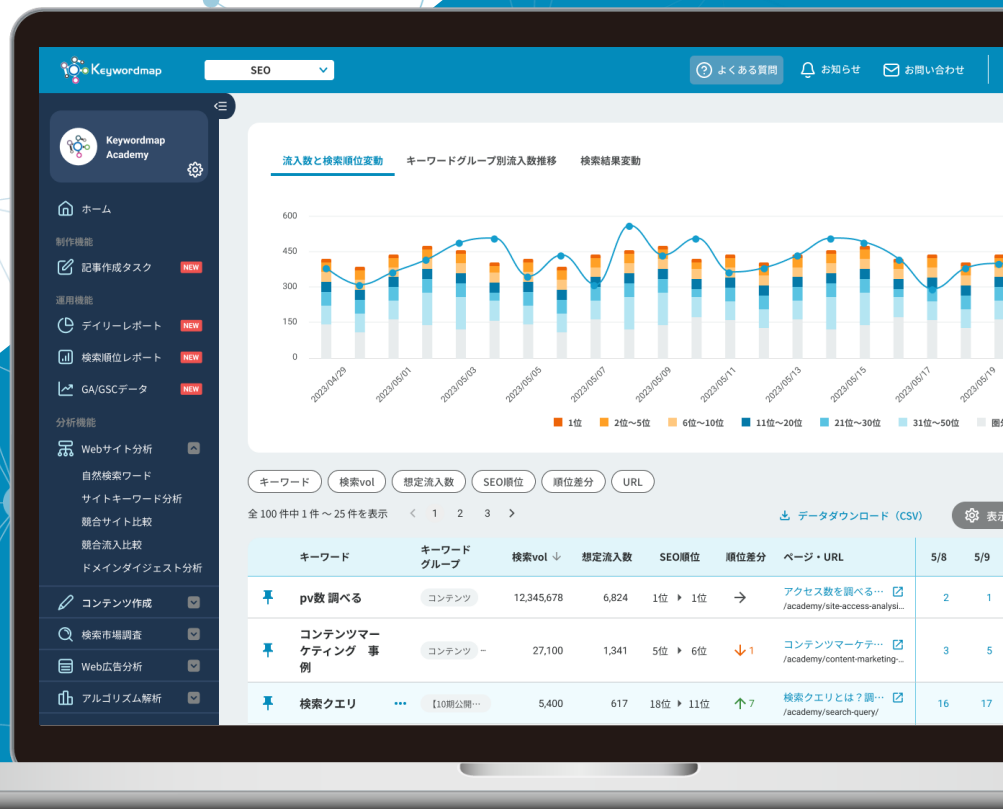 Keywordmap
SEO
よくある質問
お知らせ
お問い合わせ
Keywordmap
Academy
ホーム
制作機能
記事作成タスク NEW
運用機能
デイリーレポート NEW
検索順位レポート NEW
GA/GSCデータ NEW
分析機能
Webサイト分析
自然検索ワード
サイトキーワード分析
競合サイト比較
競合流入比較
ドメインダイジェスト分析
コンテンツ作成
検索市場調査
Web広告分析
アルゴリズム解析
流入数と検索順位変動 キーワードグループ別流入数推移 検索結果変動
600
450
300
150
0
2023/04/29 2023/05/01 2023/05/03 2023/05/05 2023/05/07 2023/05/09 2023/05/11 2023/05/13 2023/05/15 2023/05/17 2023/05/19
1位 2位〜5位 6位〜10位 11位〜20位 21位〜30位 31位〜50位 圏
キーワード 検索vol 想定流入数 SEO順位 順位差分 URL
全100件中1件〜25件を表示 1 2 3
データダウンロード（CSV）
表示
キーワード キーワード 検索vol 想定流入数 SEO順位 順位差分 ページ・URL 5/8 5/9
グループ
pv数 調べる コンテンツ 12,345,678 6,824 1位 1位 アクセス数を調べる… 2 1
/academy/site-access-analysi...
コンテンツマー
ケティング 事 コンテンツ 27,100 1,341 5位 6位 1 コンテンツマーケテ… 3 5
例 /academy/content-marketing-...
検索クエリ ••• 【10期公開… 5,400 617 18位 11位 7 検索クエリとは？調… 16 17
/academy/search-query/